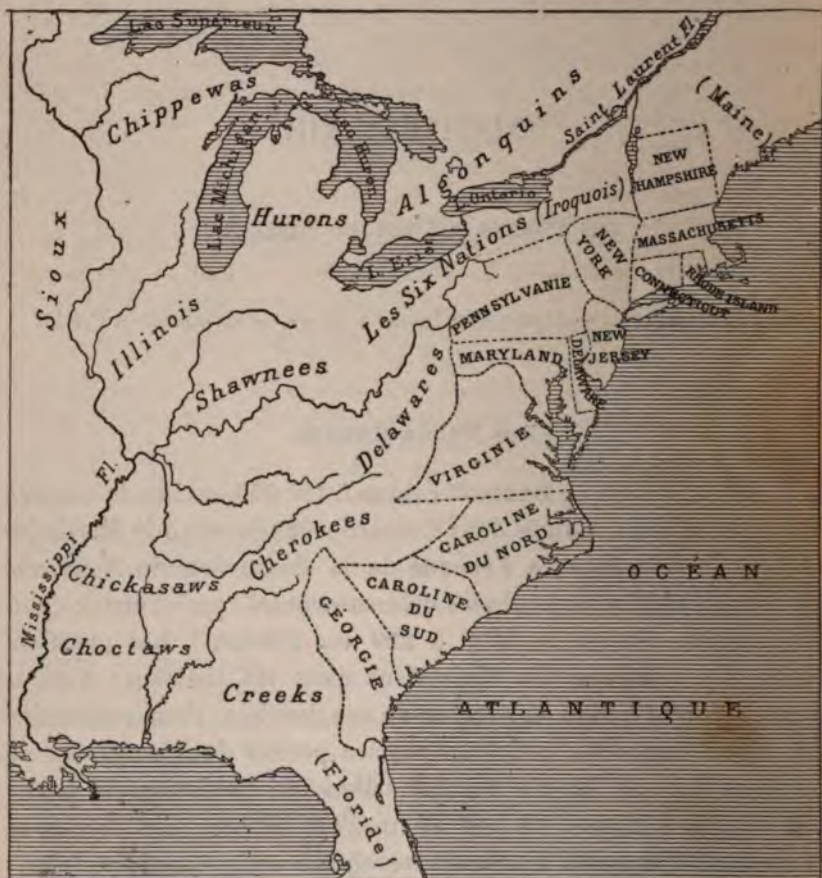 Lac Supérieur
Chippewas
Saint Laurent Fl.
(Maine)
Algonquins
Lac Michigan
Lac Huron
NEW
HAMPSHIRE
L. Ontario
Hurons
Sioux
MASSACHUSETTS
Les Six Nations (Iroquois)
NEW
YORK
L. Erié
CONNECTICUT
RHODE ISLAND
PENNSYLVANIE
Illinois
NEW
JERSEY
MARYLAND
DELAWARE
Shawnees
Delawares
VIRGINIE
Mississippi Fl.
Cherokees
CAROLINE
DU NORD
Chickasaws
OCÉAN
CAROLINE
DU
SUD
GÉORGIE
Choctaws
Creeks
ATLANTIQUE
(Floride)